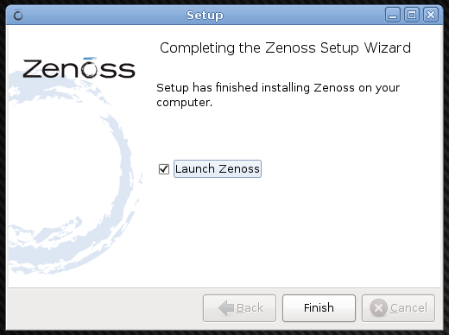 Setup
Zenōss
Completing the Zenoss Setup Wizard
Setup has finished installing Zenoss on your
computer.
Launch Zenoss
Back
Finish
Cancel